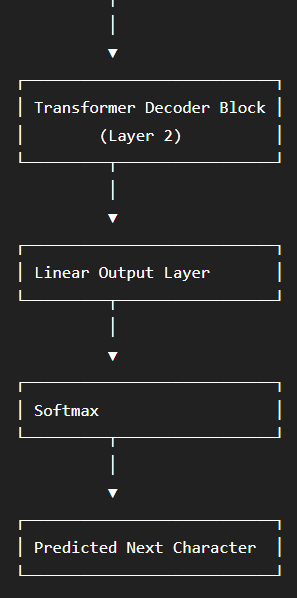 Transformer Decoder Block
(Layer 2)
Linear Output Layer
Softmax
Predicted Next Character